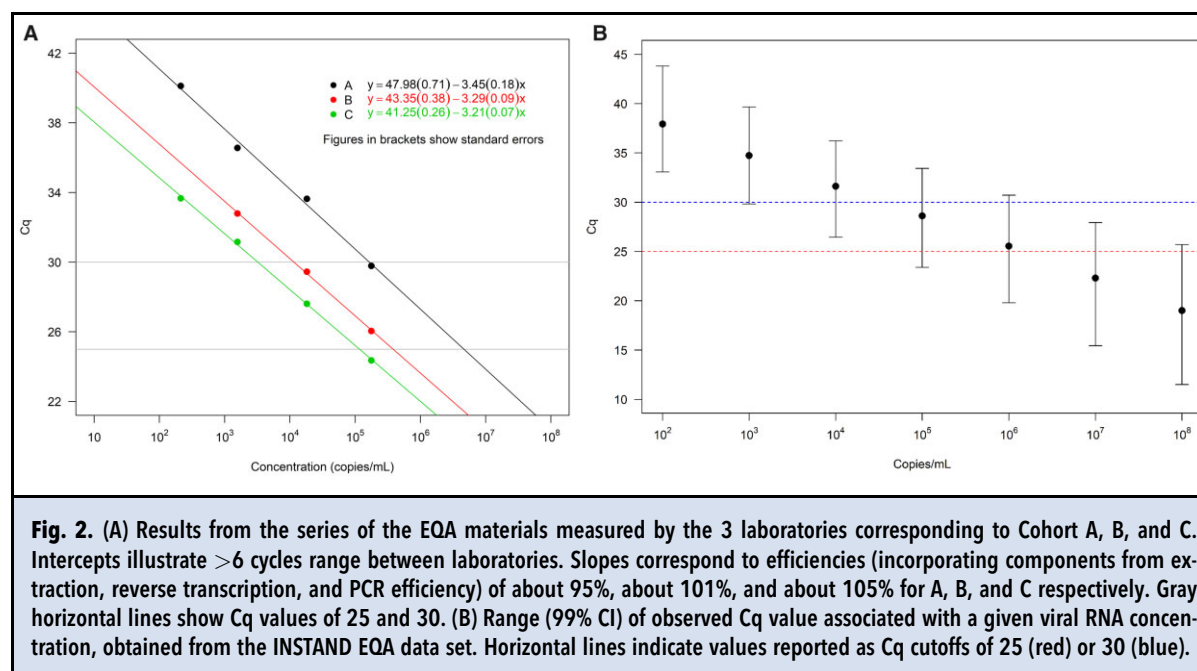 A
42
38
34
30
26
22
Cq
A y = 47.98(0.71) − 3.45(0.18)x
B y = 43.35(0.38) − 3.29(0.09)x
C y = 41.25(0.26) − 3.21(0.07)x
Figures in brackets show standard errors
10 10² 10³ 10⁴ 10⁵ 10⁶ 10⁷ 10⁸
Concentration (copies/mL)
B
45
40
35
30
25
20
15
10
Cq
10² 10³ 10⁴ 10⁵ 10⁶ 10⁷ 10⁸
Copies/mL
Fig. 2. (A) Results from the series of the EQA materials measured by the 3 laboratories corresponding to Cohort A, B, and C.
Intercepts illustrate >6 cycles range between laboratories. Slopes correspond to efficiencies (incorporating components from ex-
traction, reverse transcription, and PCR efficiency) of about 95%, about 101%, and about 105% for A, B, and C respectively. Gray
horizontal lines show Cq values of 25 and 30. (B) Range (99% CI) of observed Cq value associated with a given viral RNA concen-
tration, obtained from the INSTAND EQA data set. Horizontal lines indicate values reported as Cq cutoffs of 25 (red) or 30 (blue).